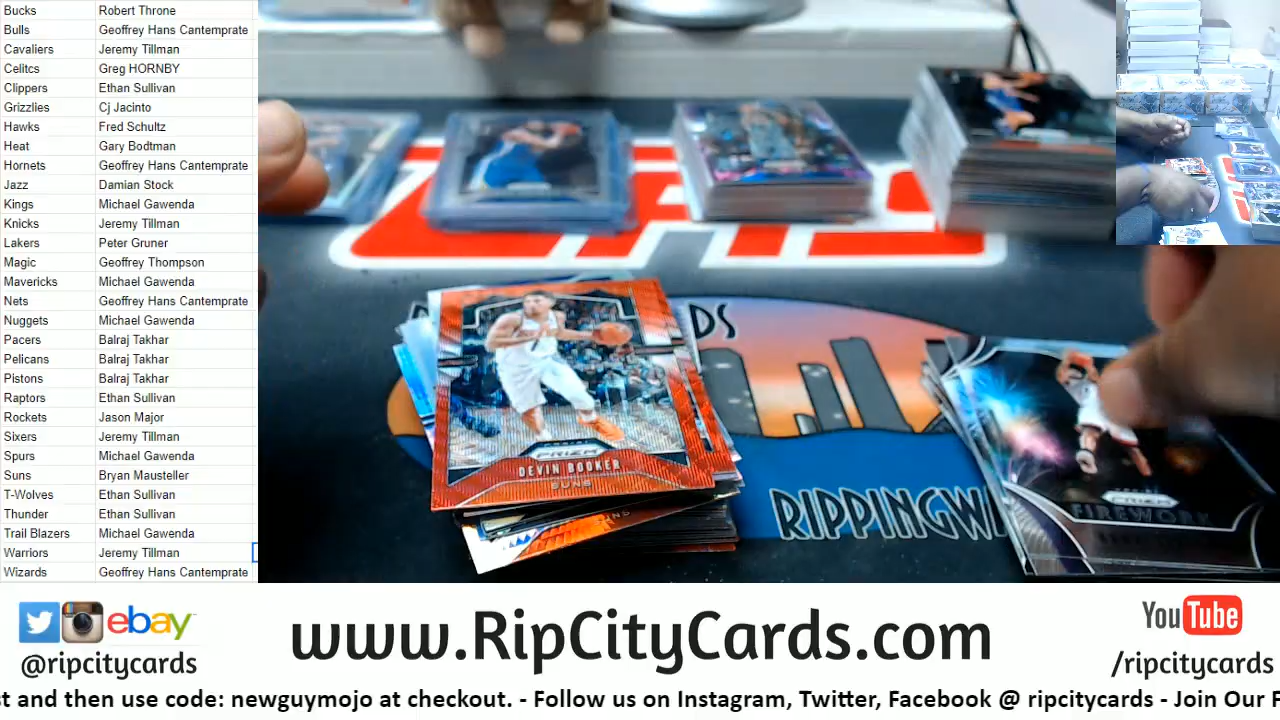 Bucks Robert Throne
Bulls Geoffrey Hans Cantemprate
Cavaliers Jeremy Tillman
Celitcs Greg HORNBY
Clippers Ethan Sullivan
Grizzlies Cj Jacinto
Hawks Fred Schultz
Heat Gary Bodtman
Hornets Geoffrey Hans Cantemprate
Jazz Damian Stock
Kings Michael Gawenda
Knicks Jeremy Tillman
Lakers Peter Gruner
Magic Geoffrey Thompson
Mavericks Michael Gawenda
Nets Geoffrey Hans Cantemprate
Nuggets Michael Gawenda
Pacers Balraj Takhar
Pelicans Balraj Takhar
Pistons Balraj Takhar
Raptors Ethan Sullivan
Rockets Jason Major
Sixers Jeremy Tillman
Spurs Michael Gawenda
Suns Bryan Mausteller
T-Wolves Ethan Sullivan
Thunder Ethan Sullivan
Trail Blazers Michael Gawenda
Warriors Jeremy Tillman
Wizards Geoffrey Hans Cantemprate
DS
PRIZM
DEVIN BOOKER
SUNS
RIPPINGW
PRIZM
FIREWORK
ebay
@ripcitycards
www.RipCityCards.com
YouTube
/ripcitycards
st and then use code: newguymojo at checkout. - Follow us on Instagram, Twitter, Facebook @ ripcitycards - Join Our F